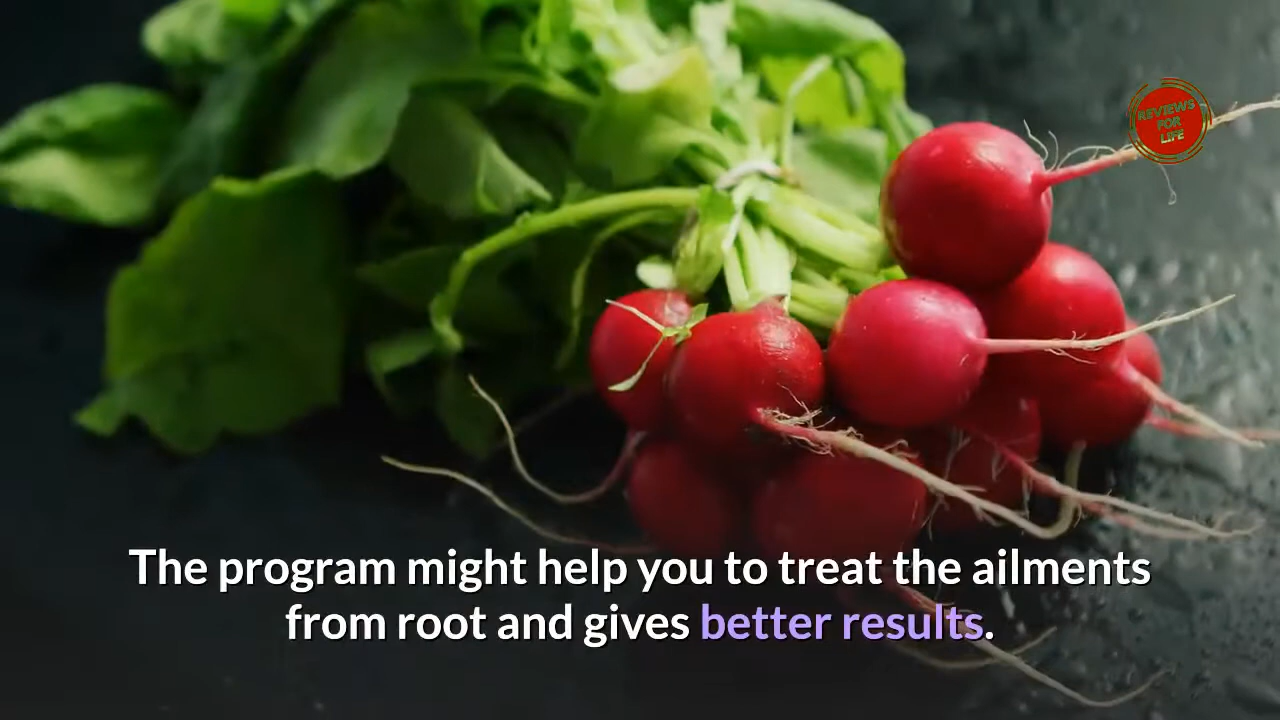 REVIEWS
FOR
LIFE
The program might help you to treat the ailments
from root and gives better results.